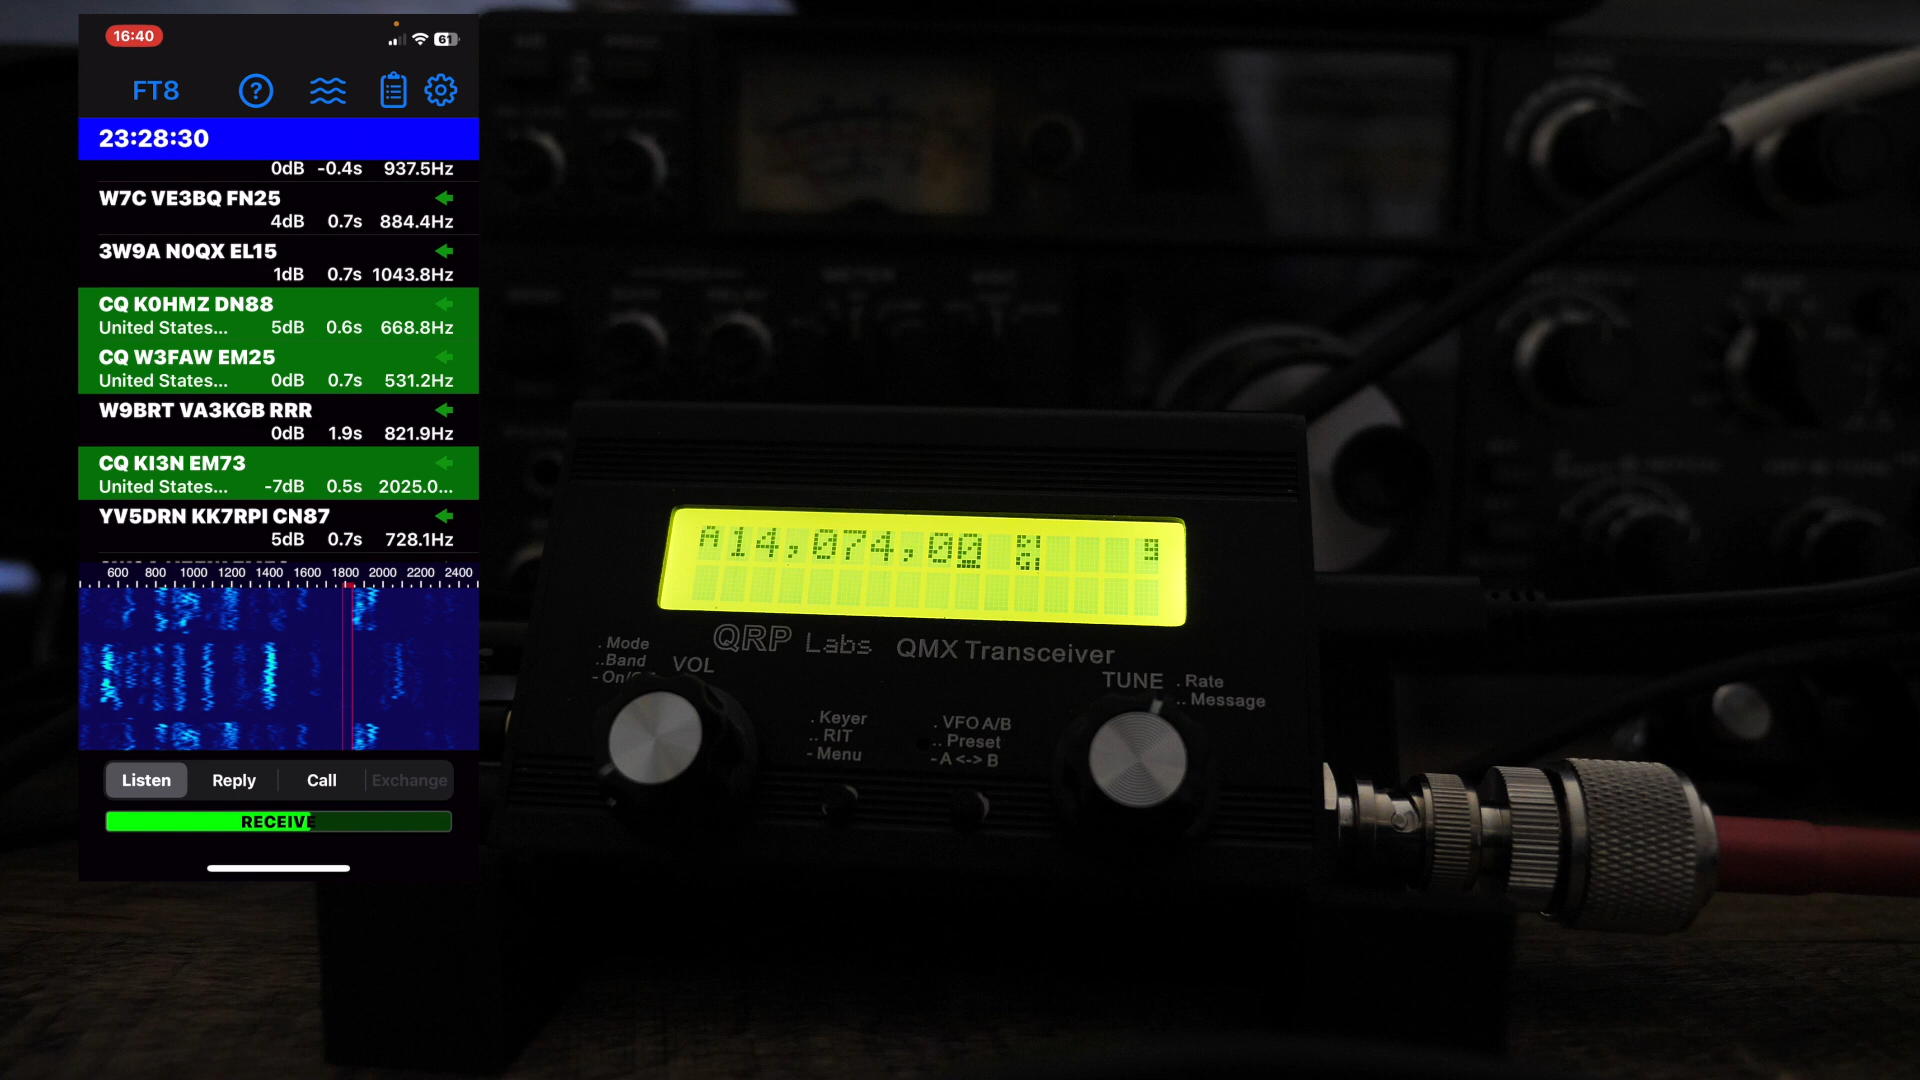 16:40
61
FT8
?
23:28:30
0dB -0.4s 937.5Hz
W7C VE3BQ FN25
4dB 0.7s 884.4Hz
3W9A N0QX EL15
1dB 0.7s 1043.8Hz
CQ K0HMZ DN88
United States... 5dB 0.6s 668.8Hz
CQ W3FAW EM25
United States... 0dB 0.7s 531.2Hz
W9BRT VA3KGB RRR
0dB 1.9s 821.9Hz
CQ KI3N EM73
United States... -7dB 0.5s 2025.0...
YV5DRN KK7RPI CN87
5dB 0.7s 728.1Hz
600 800 1000 1200 1400 1600 1800 2000 2200 2400
Listen Reply Call Exchange
RECEIVE
A14,074,00
QRP Labs QMX Transceiver
. Mode
.. Band
VOL
. Keyer
.. RIT
- Menu
. VFO A/B
.. Preset
- A <-> B
TUNE
. Rate
.. Message